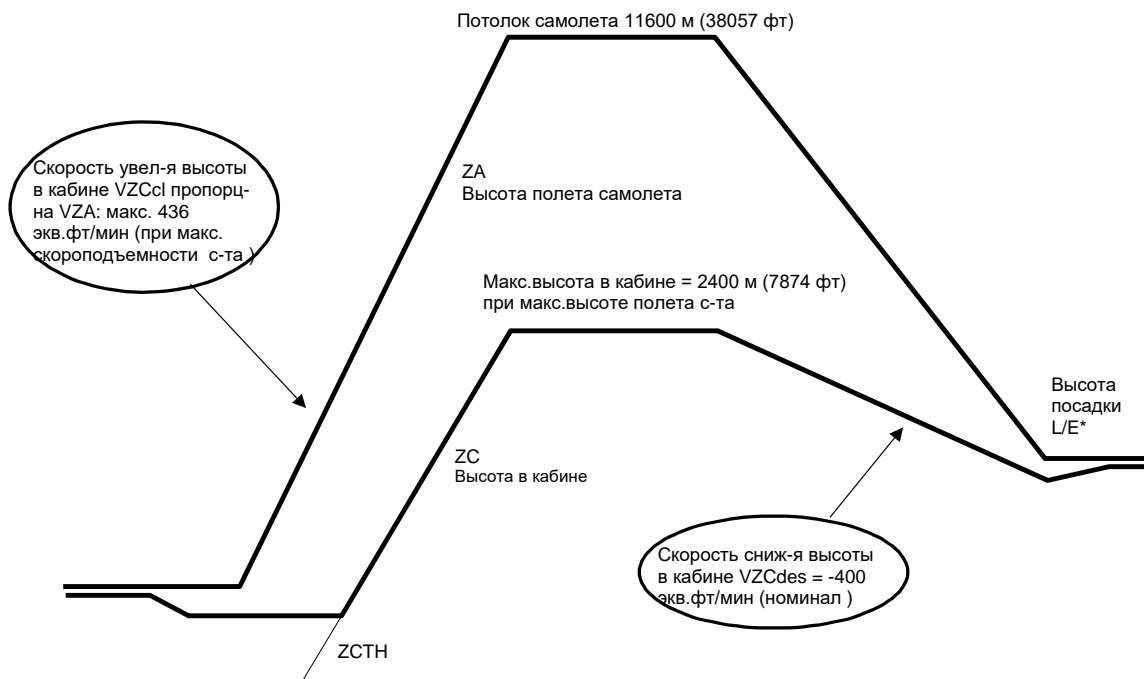 Потолок самолета 11600 м (38057 фт)
Скорость увел-я высоты
в кабине VZCcl пропорц-
на VZA: макс. 436
экв.фт/мин (при макс.
скороподъемности с-та )
ZA
Высота полета самолета
Макс.высота в кабине = 2400 м (7874 фт)
при макс.высоте полета с-та
Высота
посадки
L/E*
ZC
Высота в кабине
Скорость сниж-я высоты
в кабине VZCdes = -400
экв.фт/мин (номинал )
ZCTH